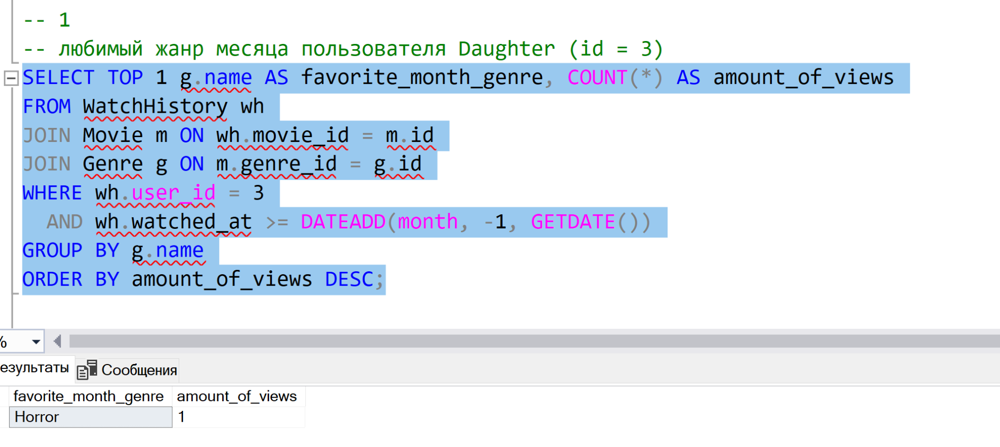 -- 1
-- любимый жанр месяца пользователя Daughter (id = 3)
SELECT TOP 1 g.name AS favorite_month_genre, COUNT(*) AS amount_of_views
FROM WatchHistory wh
JOIN Movie m ON wh.movie_id = m.id
JOIN Genre g ON m.genre_id = g.id
WHERE wh.user_id = 3
  AND wh.watched_at >= DATEADD(month, -1, GETDATE())
GROUP BY g.name
ORDER BY amount_of_views DESC;
%
езультаты Сообщения
favorite_month_genre amount_of_views
Horror 1